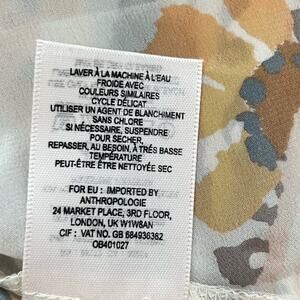 LAVER À LA MACHINE À L'EAU
FROIDE AVEC
COULEURS SIMILAIRES
CYCLE DÉLICAT
UTILISER UN AGENT DE BLANCHIMENT
SANS CHLORE
SI NÉCESSAIRE, SUSPENDRE
POUR SÉCHER,
REPASSER, AU BESOIN, À TRÈS BASSE
TEMPÉRATURE
PEUT-ÊTRE ÊTRE NETTOYÉE SEC
FOR EU : IMPORTED BY
ANTHROPOLOGIE
24 MARKET PLACE, 3RD FLOOR,
LONDON, UK W1W8AN
CIF : VAT NO. GB 684936382
OB401027